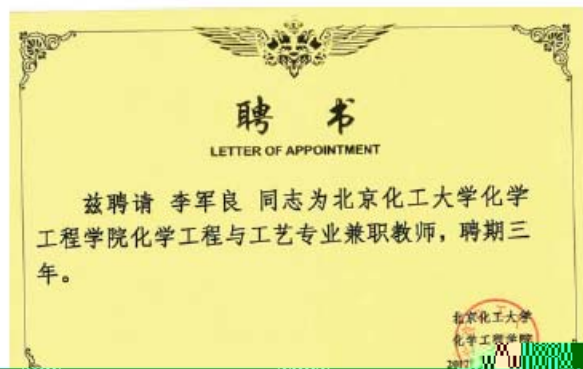 聘 书
LETTER OF APPOINTMENT
兹聘请 李军良 同志为北京化工大学化学
工程学院化学工程与工艺专业兼职教师，聘期三
年。
北京化工大学
化学工程学院